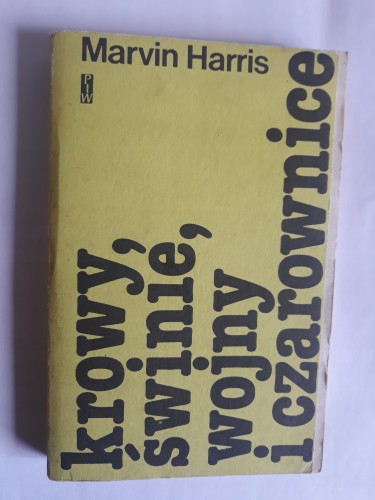 Marvin Harris
PIW
krowy,
świnie,
wojny
i czarownice